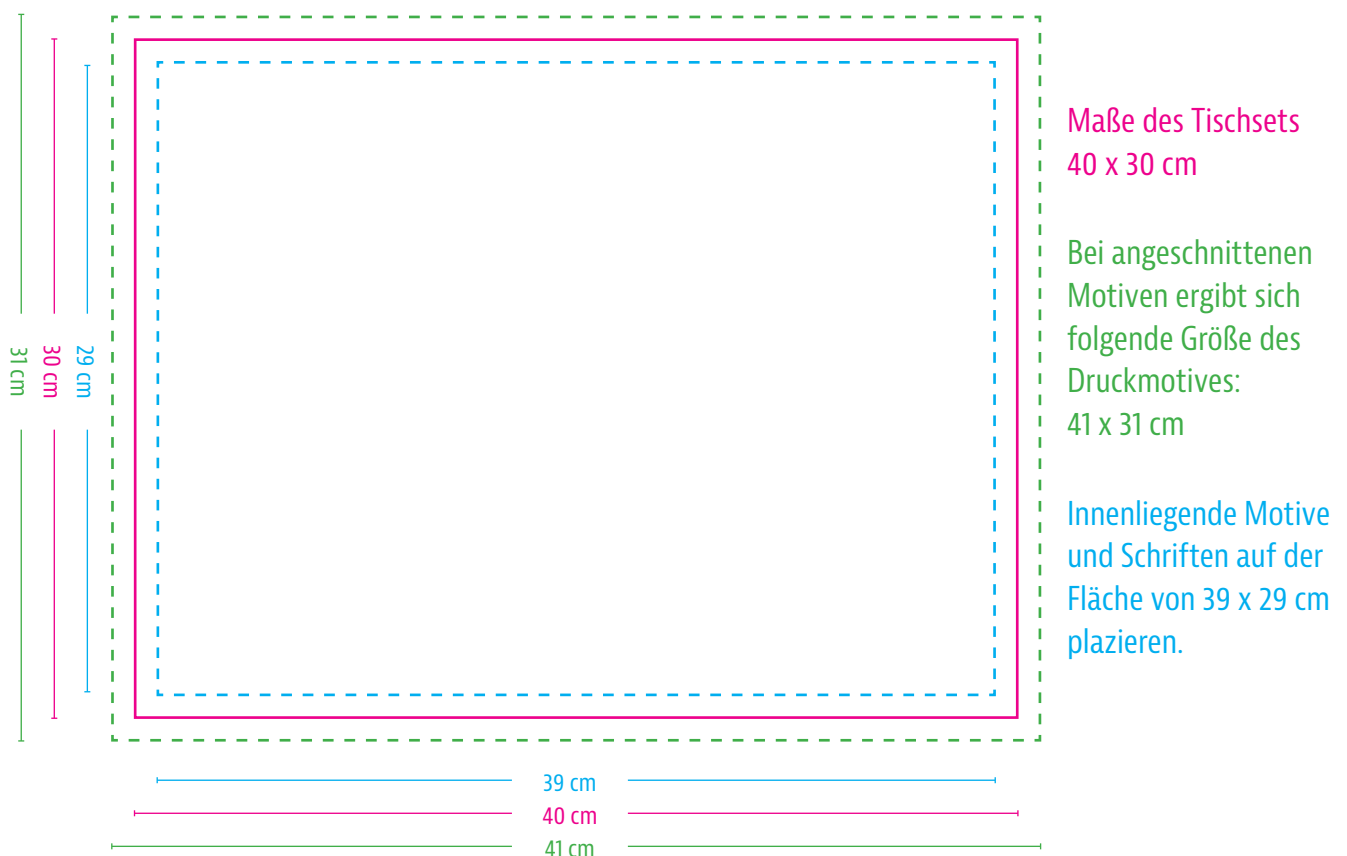 Maße des Tischsets
40 x 30 cm
Bei angeschnittenen
Motiven ergibt sich
folgende Größe des
Druckmotives:
41 x 31 cm
Innenliegende Motive
und Schriften auf der
Fläche von 39 x 29 cm
plazieren.
31 cm
30 cm
29 cm
39 cm
40 cm
41 cm